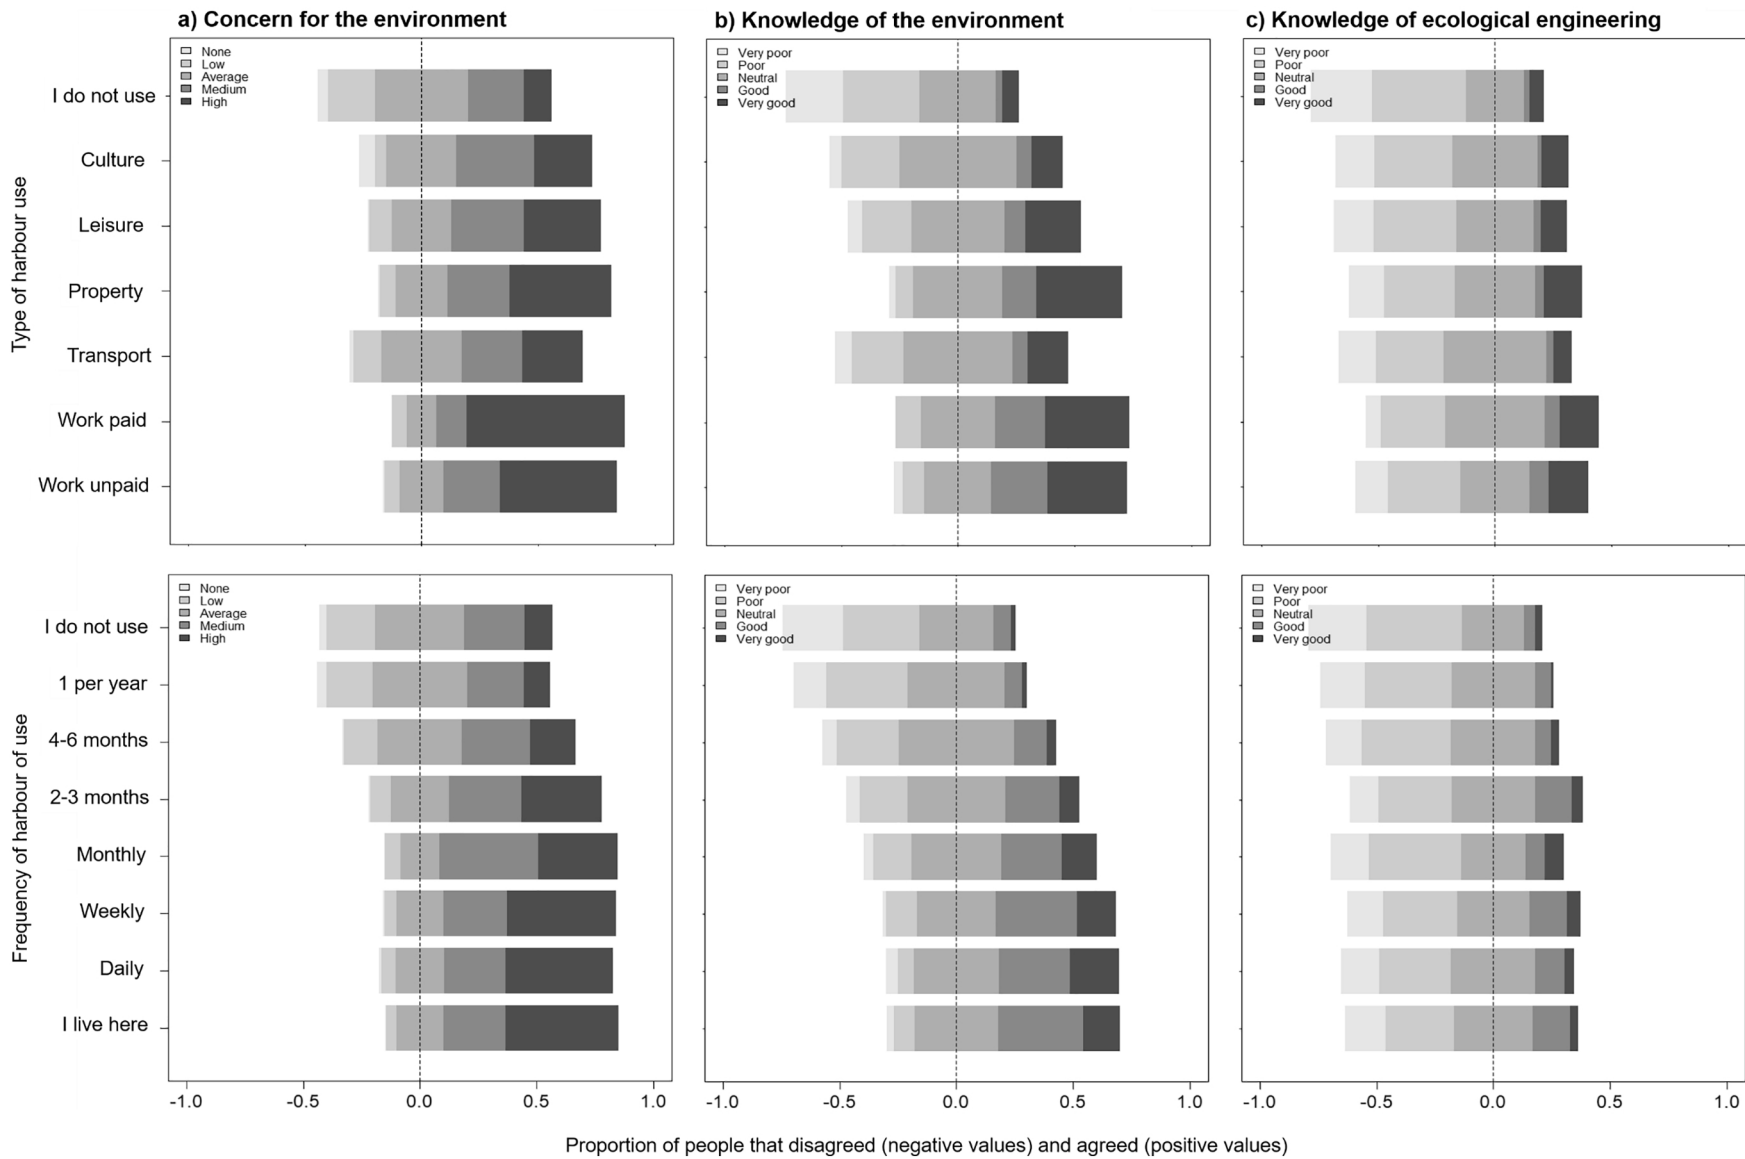 a) Concern for the environment
b) Knowledge of the environment
c) Knowledge of ecological engineering
Type of harbour use
I do not use
Culture
Leisure
Property
Transport
Work paid
Work unpaid
None
Low
Average
Medium
High
Very poor
Poor
Neutral
Good
Very good
Very poor
Poor
Neutral
Good
Very good
Frequency of harbour of use
I do not use
1 per year
4-6 months
2-3 months
Monthly
Weekly
Daily
I live here
None
Low
Average
Medium
High
Very poor
Poor
Neutral
Good
Very good
Very poor
Poor
Neutral
Good
Very good
-1.0 -0.5 0.0 0.5 1.0
-1.0 -0.5 0.0 0.5 1.0
-1.0 -0.5 0.0 0.5 1.0
Proportion of people that disagreed (negative values) and agreed (positive values)